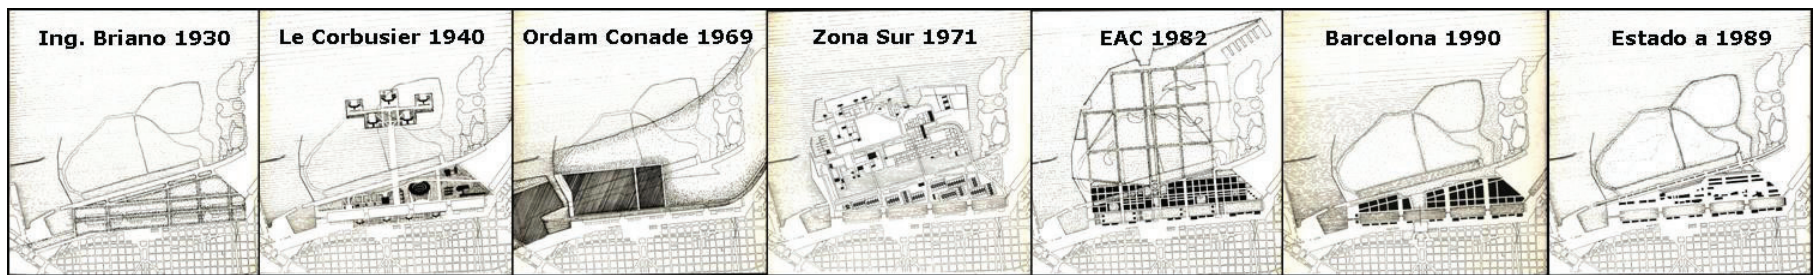 Ing. Briano 1930
Le Corbusier 1940
Ordam Conade 1969
Zona Sur 1971
EAC 1982
Barcelona 1990
Estado a 1989